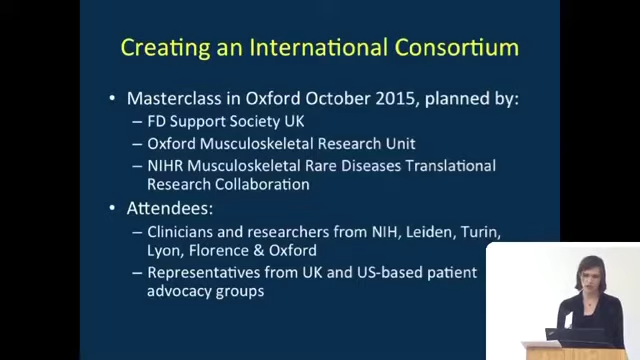 Creating an International Consortium
• Masterclass in Oxford October 2015, planned by:
– FD Support Society UK
– Oxford Musculoskeletal Research Unit
– NIHR Musculoskeletal Rare Diseases Translational
Research Collaboration
• Attendees:
– Clinicians and researchers from NIH, Leiden, Turin,
Lyon, Florence & Oxford
– Representatives from UK and US-based patient
advocacy groups